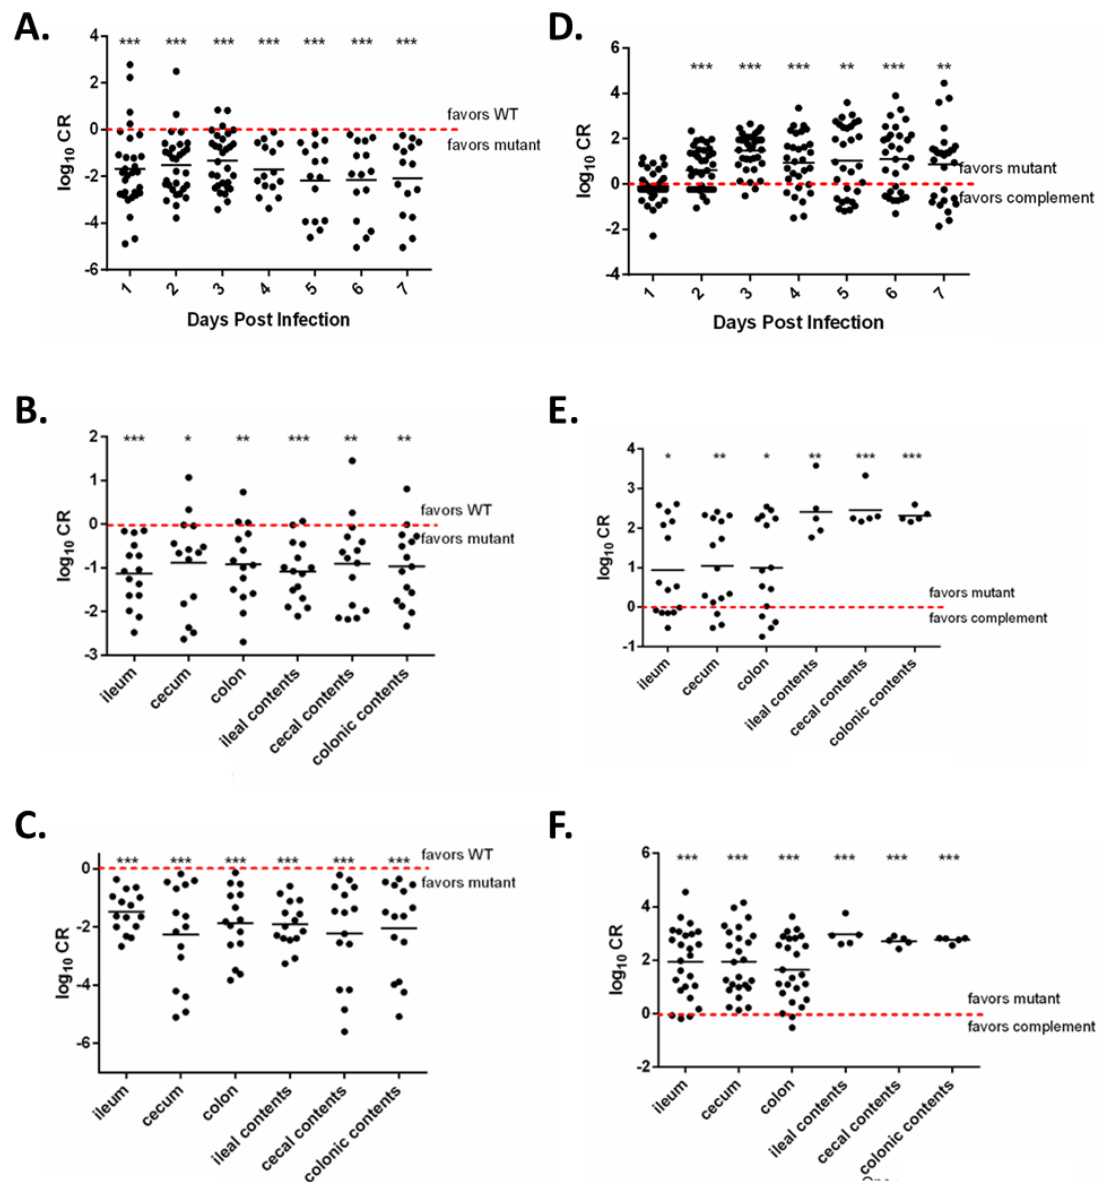 A.
4
2
0
-2
-4
-6
log10 CR
*** *** *** *** *** *** ***
favors WT
favors mutant
1 2 3 4 5 6 7
Days Post Infection
D.
6
4
2
0
-2
-4
log10 CR
*** *** *** ** *** **
favors mutant
favors complement
1 2 3 4 5 6 7
Days Post Infection
B.
2
1
0
-1
-2
-3
log10 CR
*** * ** *** ** **
favors WT
favors mutant
ileum
cecum
colon
ileal contents
cecal contents
colonic contents
E.
4
3
2
1
0
-1
log10 CR
* ** * ** *** ***
favors mutant
favors complement
ileum
cecum
colon
ileal contents
cecal contents
colonic contents
C.
0
-2
-4
-6
log10 CR
*** *** *** *** *** ***
favors WT
favors mutant
ileum
cecum
colon
ileal contents
cecal contents
colonic contents
F.
6
4
2
0
-2
log10 CR
*** *** *** *** *** ***
favors mutant
favors complement
ileum
cecum
colon
ileal contents
cecal contents
colonic contents